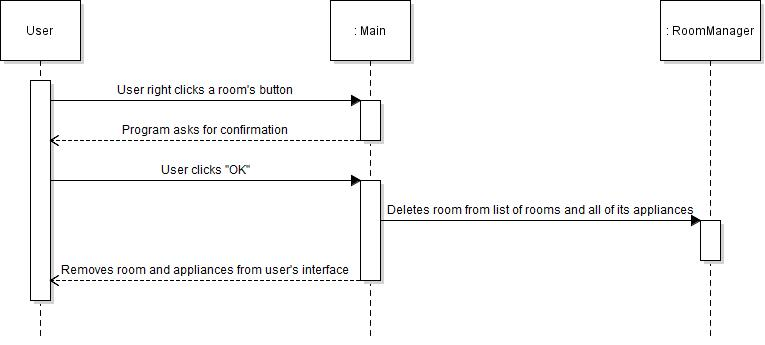 User
: Main
: RoomManager
User right clicks a room's button
Program asks for confirmation
User clicks "OK"
Deletes room from list of rooms and all of its appliances
Removes room and appliances from user's interface